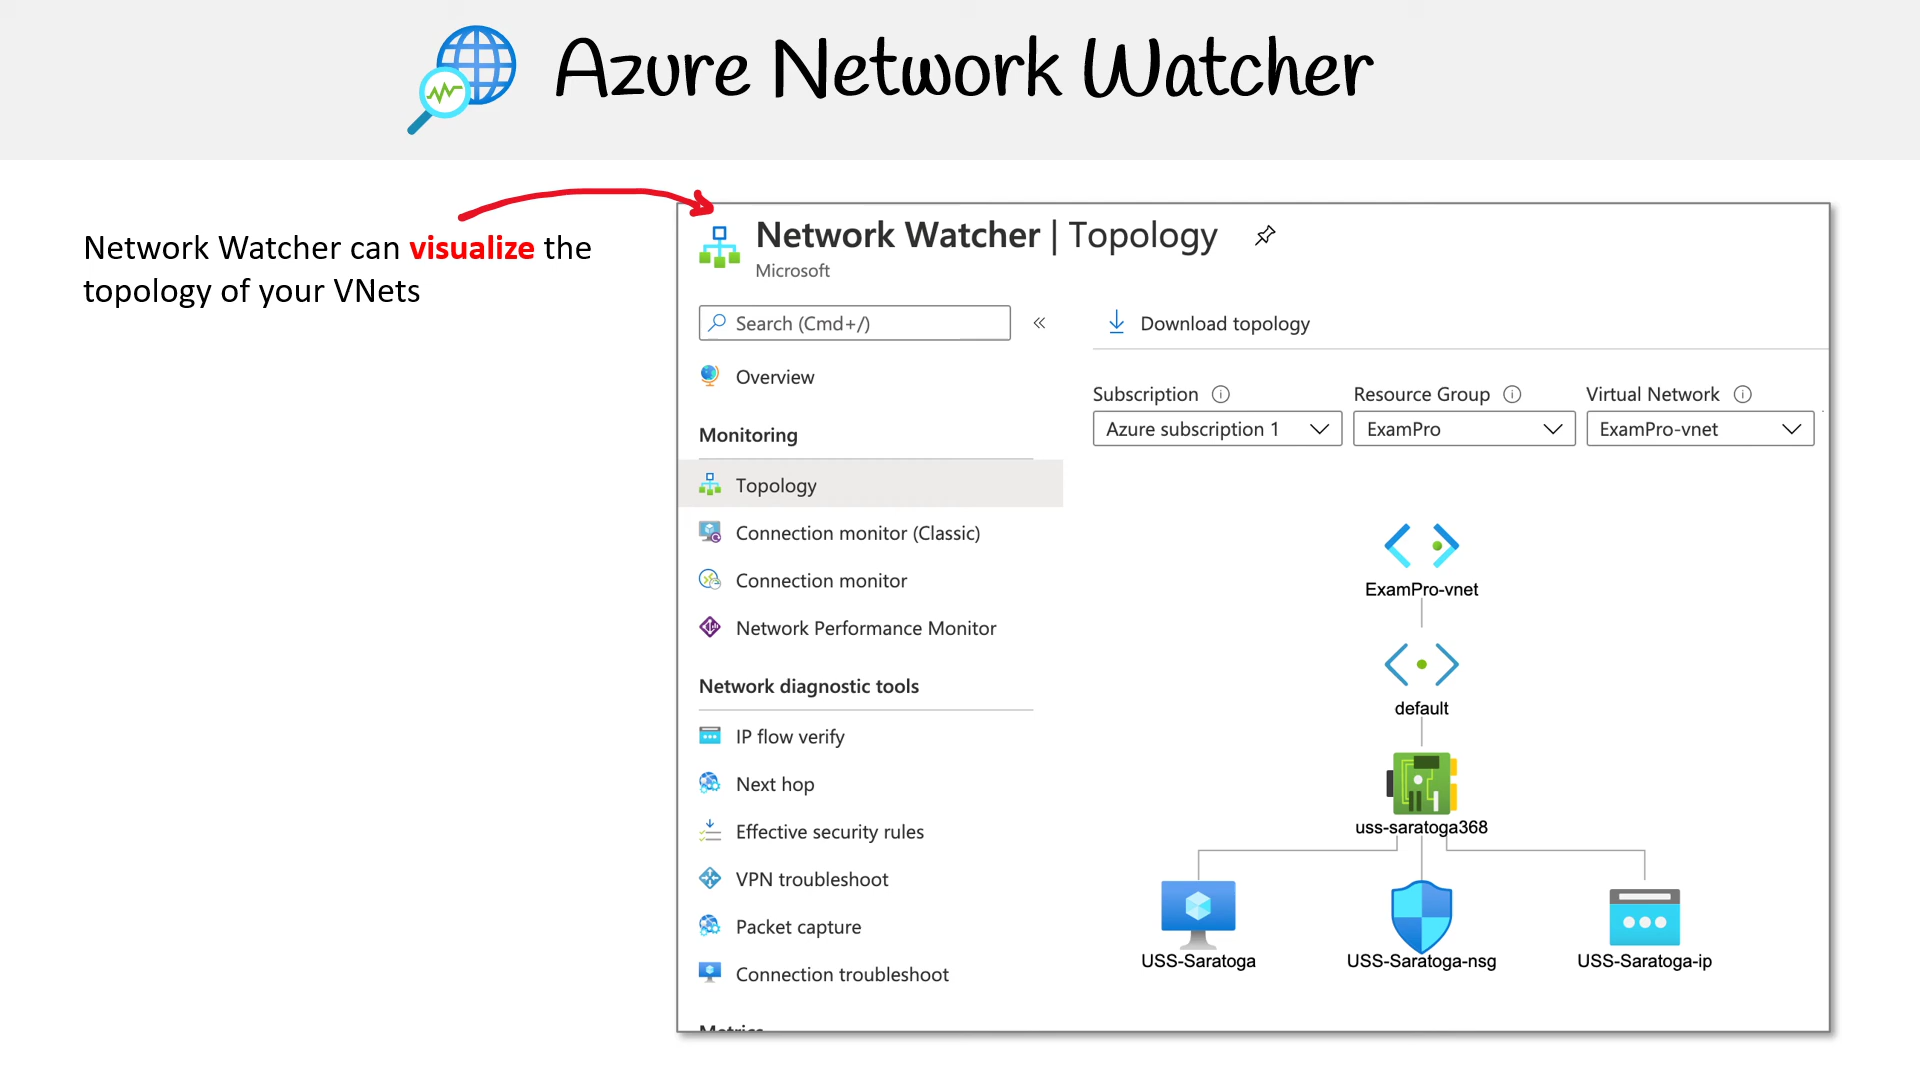 Azure Network Watcher
Network Watcher can visualize the
topology of your VNets
Network Watcher | Topology
Microsoft
Search (Cmd+/)
«
Overview
Monitoring
Topology
Connection monitor (Classic)
Connection monitor
Network Performance Monitor
Network diagnostic tools
IP flow verify
Next hop
Effective security rules
VPN troubleshoot
Packet capture
Connection troubleshoot
Metrics
Download topology
Subscription
Resource Group
Virtual Network
Azure subscription 1
ExamPro
ExamPro-vnet
ExamPro-vnet
default
uss-saratoga368
USS-Saratoga
USS-Saratoga-nsg
USS-Saratoga-ip